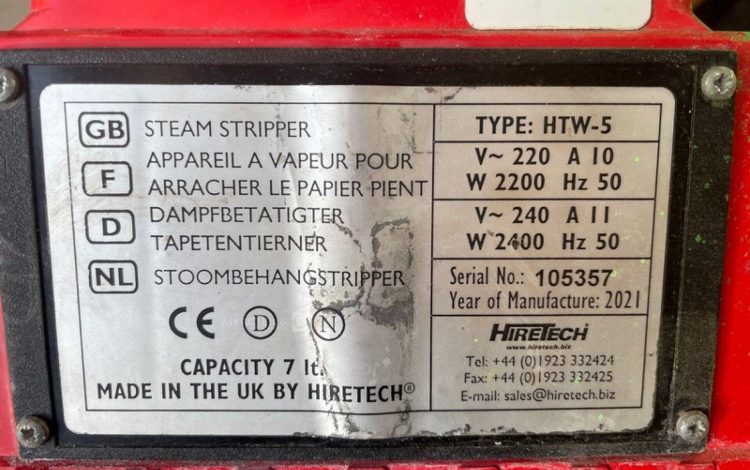 GB STEAM STRIPPER
F APPAREIL A VAPEUR POUR
ARRACHER LE PAPIER PIENT
D DAMPFBETATIGTER
TAPETENTIERNER
NL STOOMBEHANGSTRIPPER
CE D N
CAPACITY 7 lt.
MADE IN THE UK BY HIRETECH®
TYPE: HTW-5
V~ 220 A 10
W 2200 Hz 50
V~ 240 A 11
W 2400 Hz 50
Serial No.: 105357
Year of Manufacture: 2021
HIRETECH
www.hiretech.biz
Tel: +44 (0)1923 332424
Fax: +44 (0)1923 332425
E-mail: sales@hiretech.biz